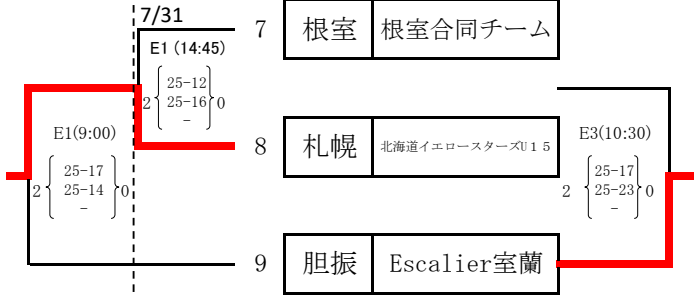 7/31
7 根室 根室合同チーム
E1 (14:45)
25-12
2 25-16 0
-
E1(9:00)
8 札幌 北海道イエロースターズU15
E3(10:30)
25-17
2 25-14 0
-
25-17
2 25-23 0
-
9 胆振 Escalier室蘭